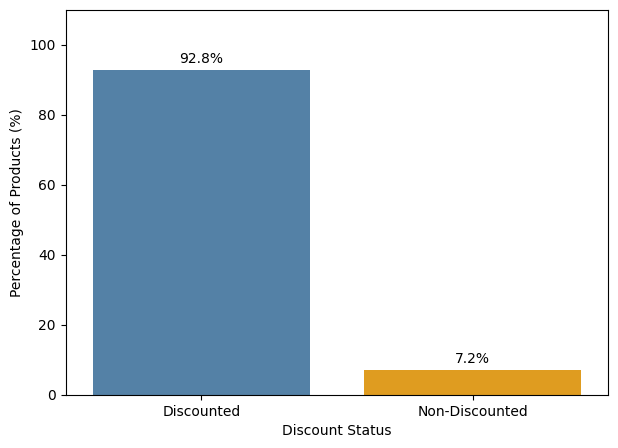 100
92.8%
80
60
40
20
7.2%
0
Discounted
Non-Discounted
Discount Status
Percentage of Products (%)